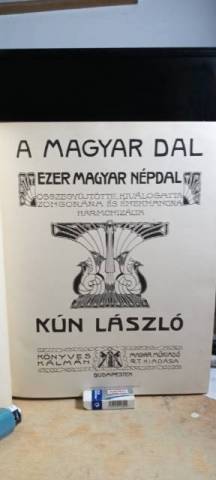 A MAGYAR DAL
EZER MAGYAR NÉPDAL
ÖSSZEGYŰJTÖTTE, KIVÁLOGATTA
ZONGORÁRA ÉS ÉNEKHANGRA
HARMONIZÁLTA
KÚN LÁSZLÓ
KÖNYVES KÁLMÁN
MAGYAR MŰKIADÓ
R.T. KIADÁSA
BUDAPESTEN